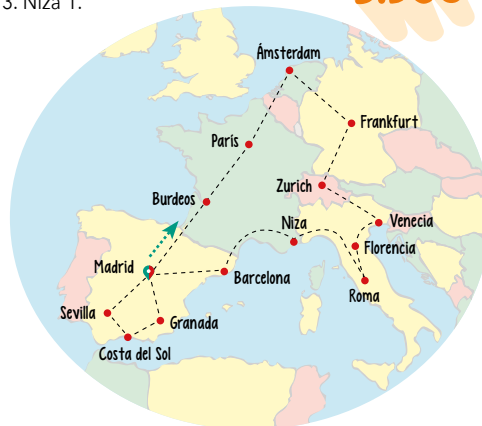 3. Niza 1.
Ámsterdam
Frankfurt
París
Zurich
Burdeos
Venecia
Niza
Florencia
Madrid
Barcelona
Roma
Sevilla
Granada
Costa del Sol